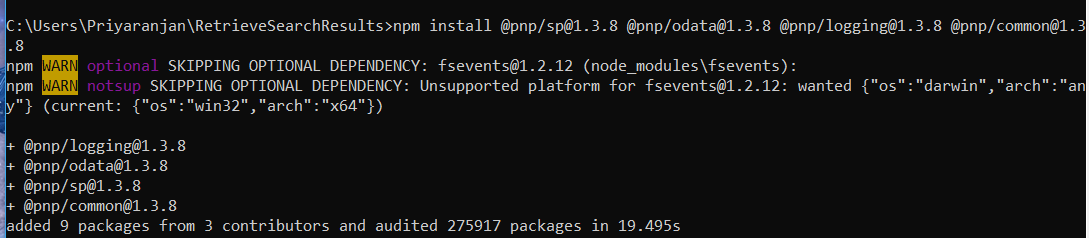 C:\Users\Priyaranjan\RetrieveSearchResults>npm install @pnp/sp@1.3.8 @pnp/odata@1.3.8 @pnp/logging@1.3.8 @pnp/common@1.3
.8
npm WARN optional SKIPPING OPTIONAL DEPENDENCY: fsevents@1.2.12 (node_modules\fsevents):
npm WARN notsup SKIPPING OPTIONAL DEPENDENCY: Unsupported platform for fsevents@1.2.12: wanted {"os":"darwin","arch":"an
y"} (current: {"os":"win32","arch":"x64"})
+ @pnp/logging@1.3.8
+ @pnp/odata@1.3.8
+ @pnp/sp@1.3.8
+ @pnp/common@1.3.8
added 9 packages from 3 contributors and audited 275917 packages in 19.495s